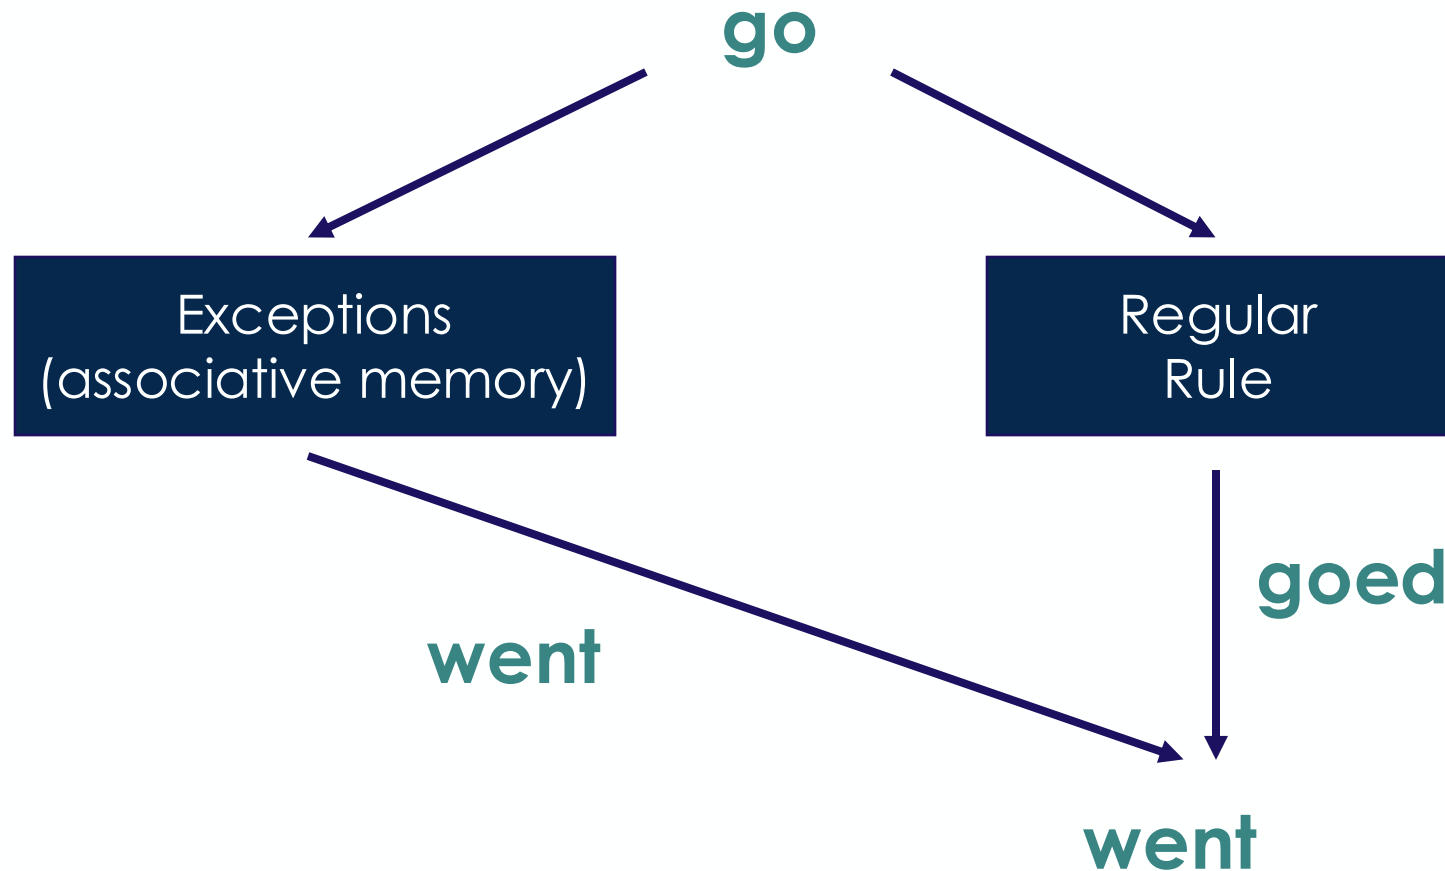 go
Exceptions
(associative memory)
Regular
Rule
goed
went
went